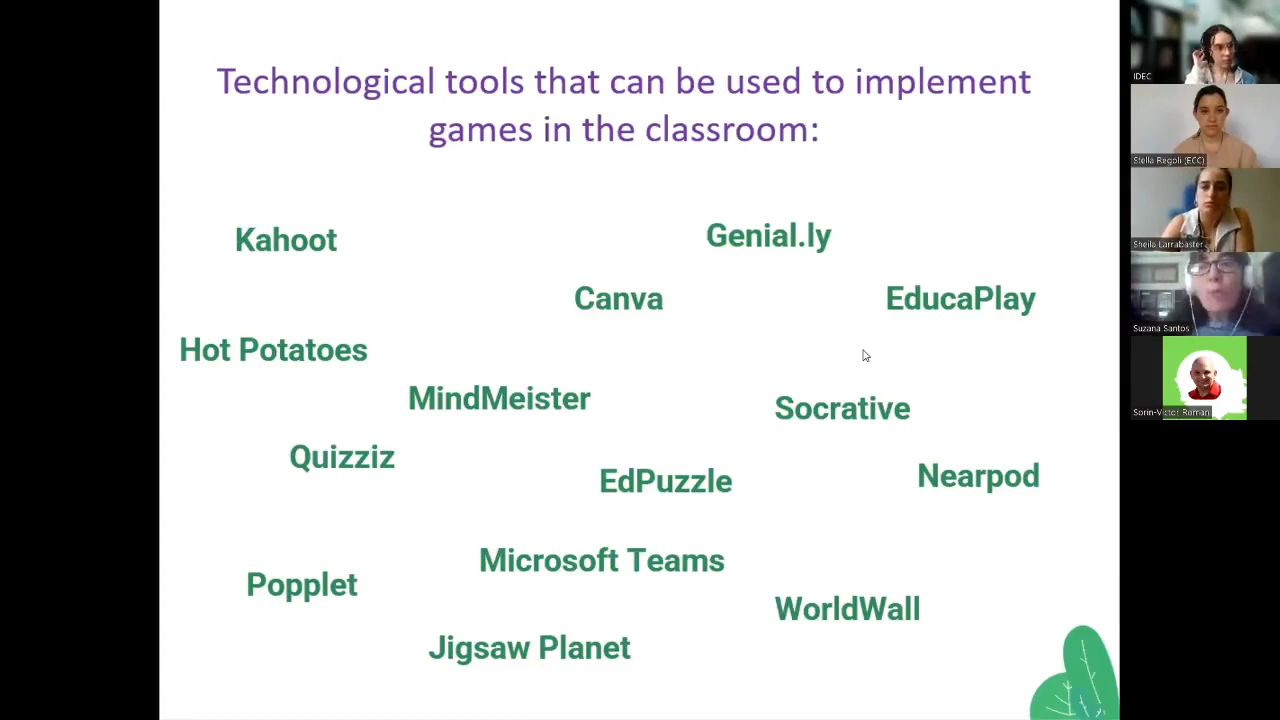 Technological tools that can be used to implement
games in the classroom:
Kahoot
Genial.ly
Canva
EducaPlay
Hot Potatoes
MindMeister
Socrative
Quizziz
EdPuzzle
Nearpod
Microsoft Teams
Popplet
WorldWall
Jigsaw Planet
IDEC
Stella Regoli (ECC)
Sheila Larrabaster
Suzana Santos
Sorin-Victor Roman